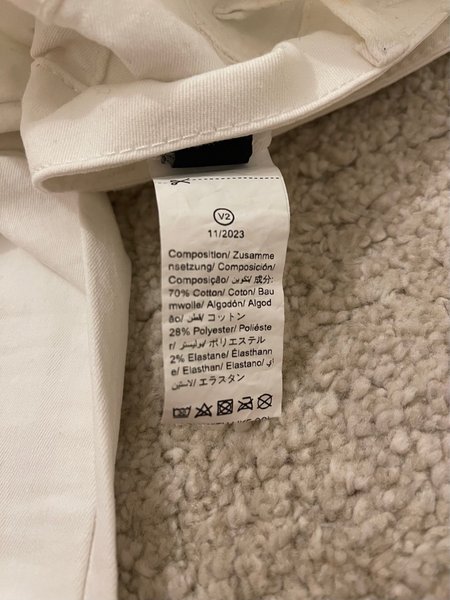 V2
11/2023
Composition/ Zusamme
nsetzung/ Composición/
Composição/ تكوين/ 成分:
70% Cotton/ Coton/ Bau
mwolle/ Algodón/ Algod
ão/ قطن/ コットン
28% Polyester/ Poliéste
r/ بوليستر/ ポリエステル
2% Elastane/ Élasthann
e/ Elasthan/ Elastano/ إي
لاستين/ エラスタン